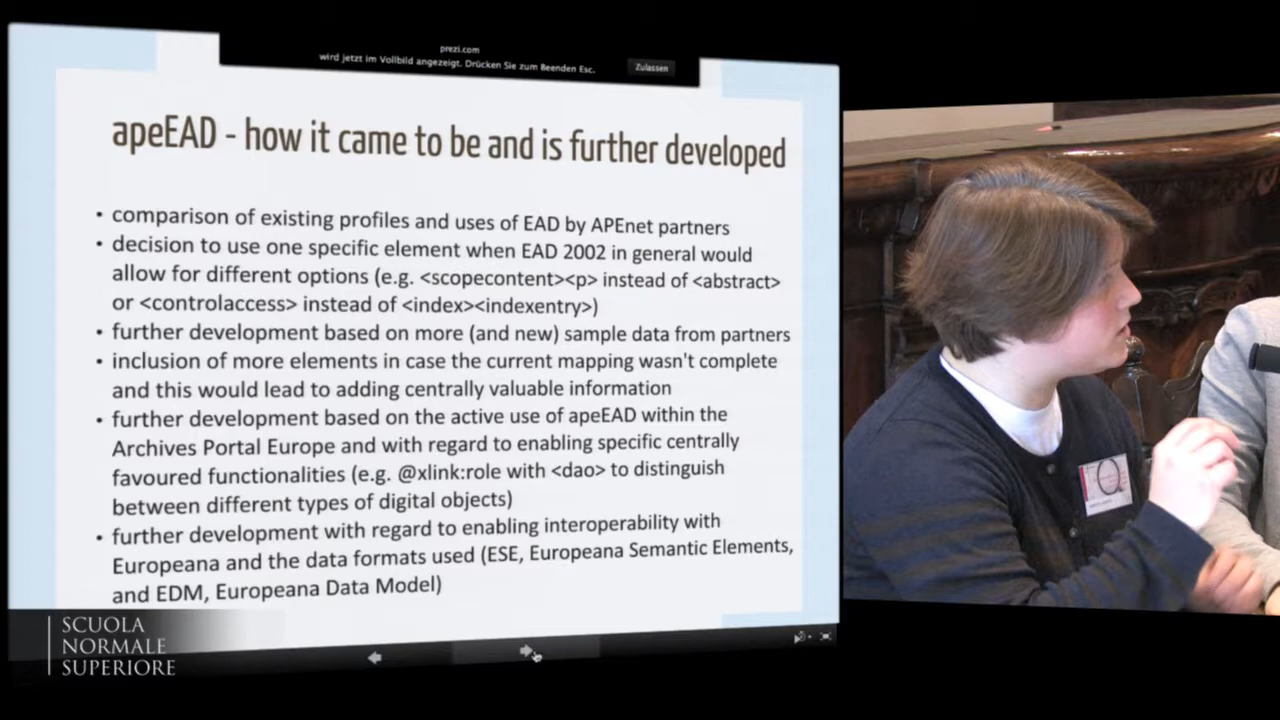 prezi.com
wird jetzt im Vollbild angezeigt. Drücken Sie zum Beenden Esc.
Zulassen
apeEAD - how it came to be and is further developed
• comparison of existing profiles and uses of EAD by APEnet partners
• decision to use one specific element when EAD 2002 in general would
allow for different options (e.g. <scopecontent><p> instead of <abstract>
or <controlaccess> instead of <index><indexentry>)
• further development based on more (and new) sample data from partners
• inclusion of more elements in case the current mapping wasn't complete
and this would lead to adding centrally valuable information
• further development based on the active use of apeEAD within the
Archives Portal Europe and with regard to enabling specific centrally
favoured functionalities (e.g. @xlink:role with <dao> to distinguish
between different types of digital objects)
• further development with regard to enabling interoperability with
Europeana and the data formats used (ESE, Europeana Semantic Elements,
and EDM, Europeana Data Model)
SCUOLA
NORMALE
SUPERIORE
Q